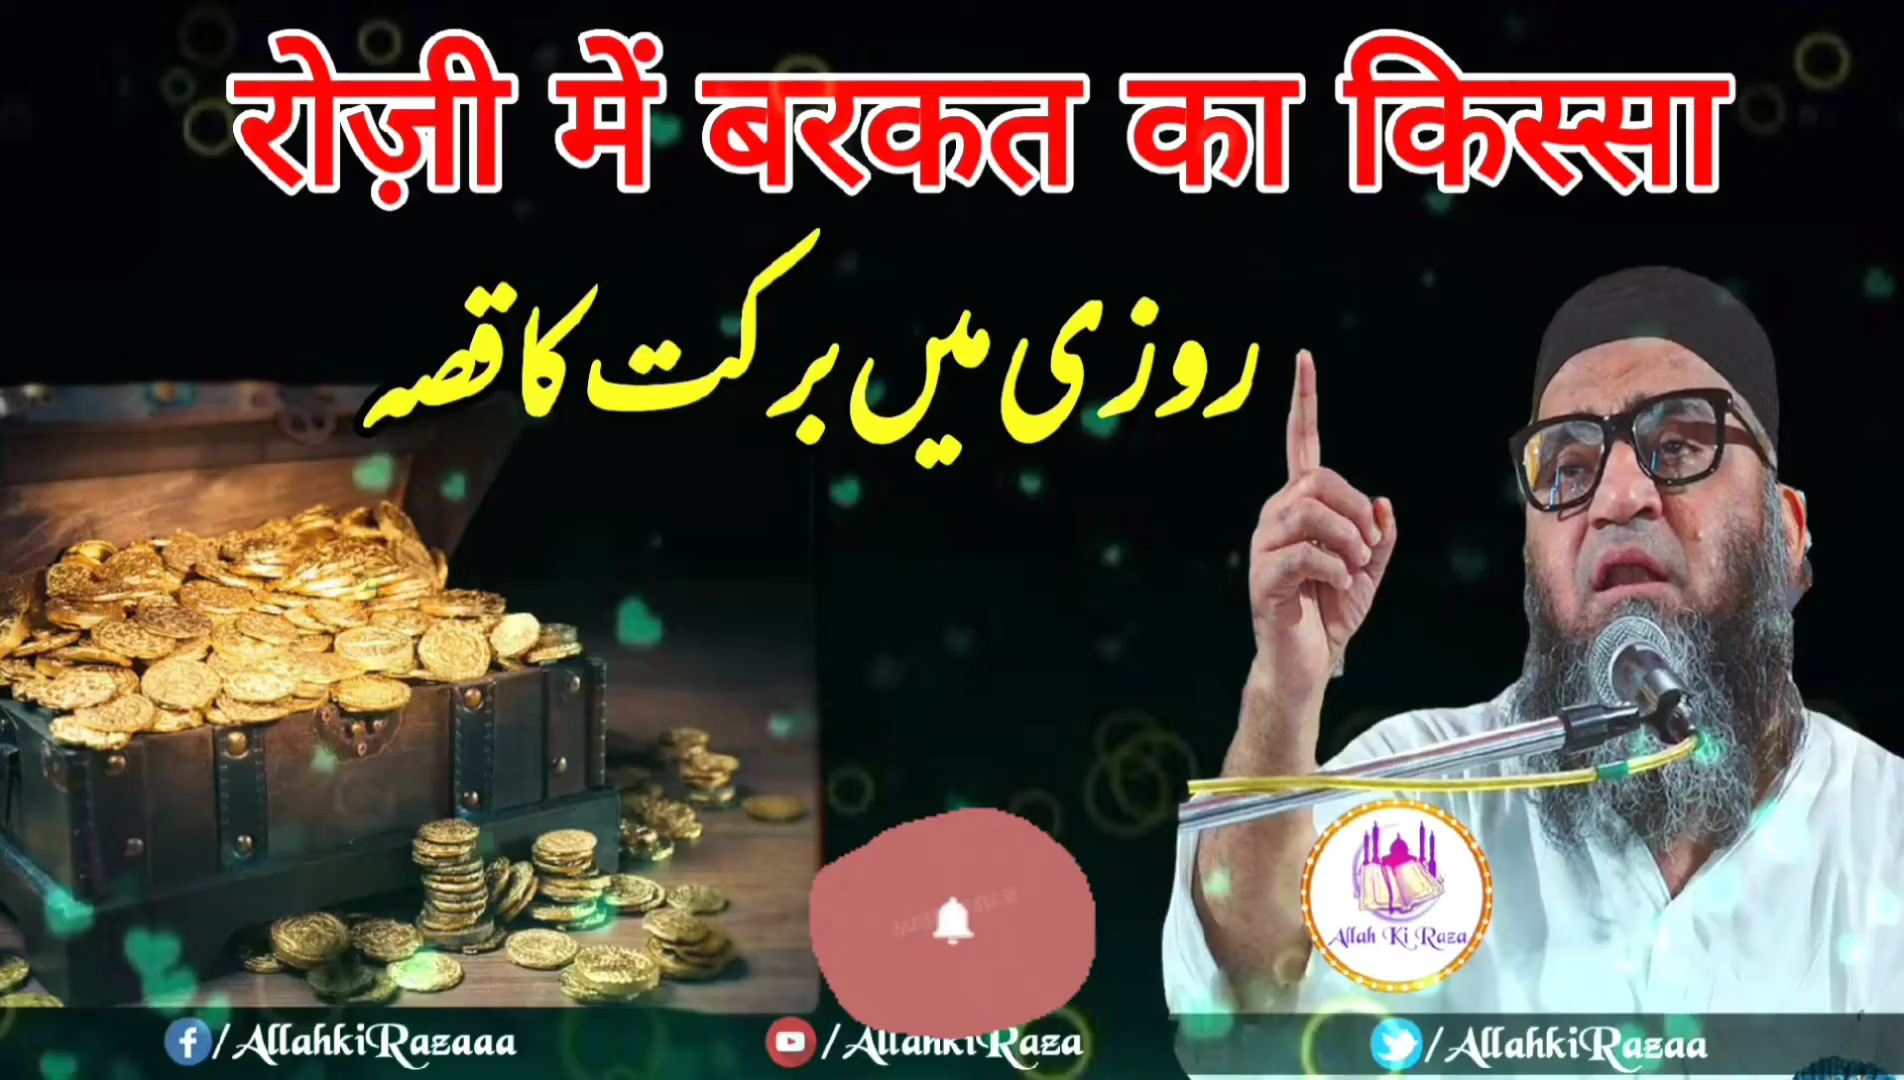 रोज़ी में बरकत का किस्सा
روزی میں برکت کا قصہ
Allah Ki Raza
/AllahkiRazaaa
/AllahkiRaza
/AllahkiRazaa